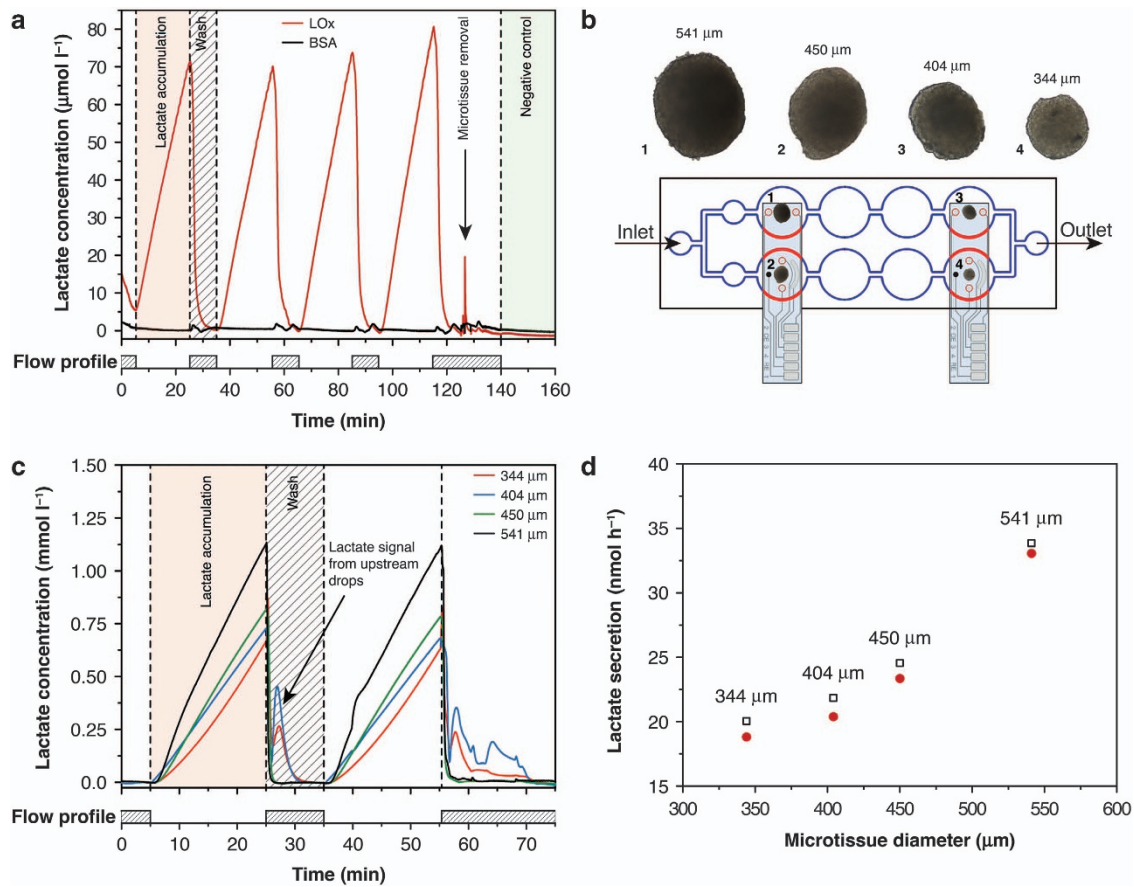 a
Lactate concentration (μmol l⁻¹)
90
80
70
60
50
40
30
20
10
0
LOx
BSA
Lactate accumulation
Wash
Microtissue removal
Negative control
Flow profile
0 20 40 60 80 100 120 140 160
Time (min)
b
541 μm
450 μm
404 μm
344 μm
1
2
3
4
Inlet
Outlet
1
3
2
4
c
Lactate concentration (mmol l⁻¹)
1.50
1.25
1.00
0.75
0.50
0.25
0.0
Lactate accumulation
Wash
344 μm
404 μm
450 μm
541 μm
Lactate signal
from upstream
drops
Flow profile
0 10 20 30 40 50 60 70
Time (min)
d
Lactate secretion (nmol h⁻¹)
40
35
30
25
20
15
541 μm
450 μm
404 μm
344 μm
300 350 400 450 500 550 600
Microtissue diameter (μm)